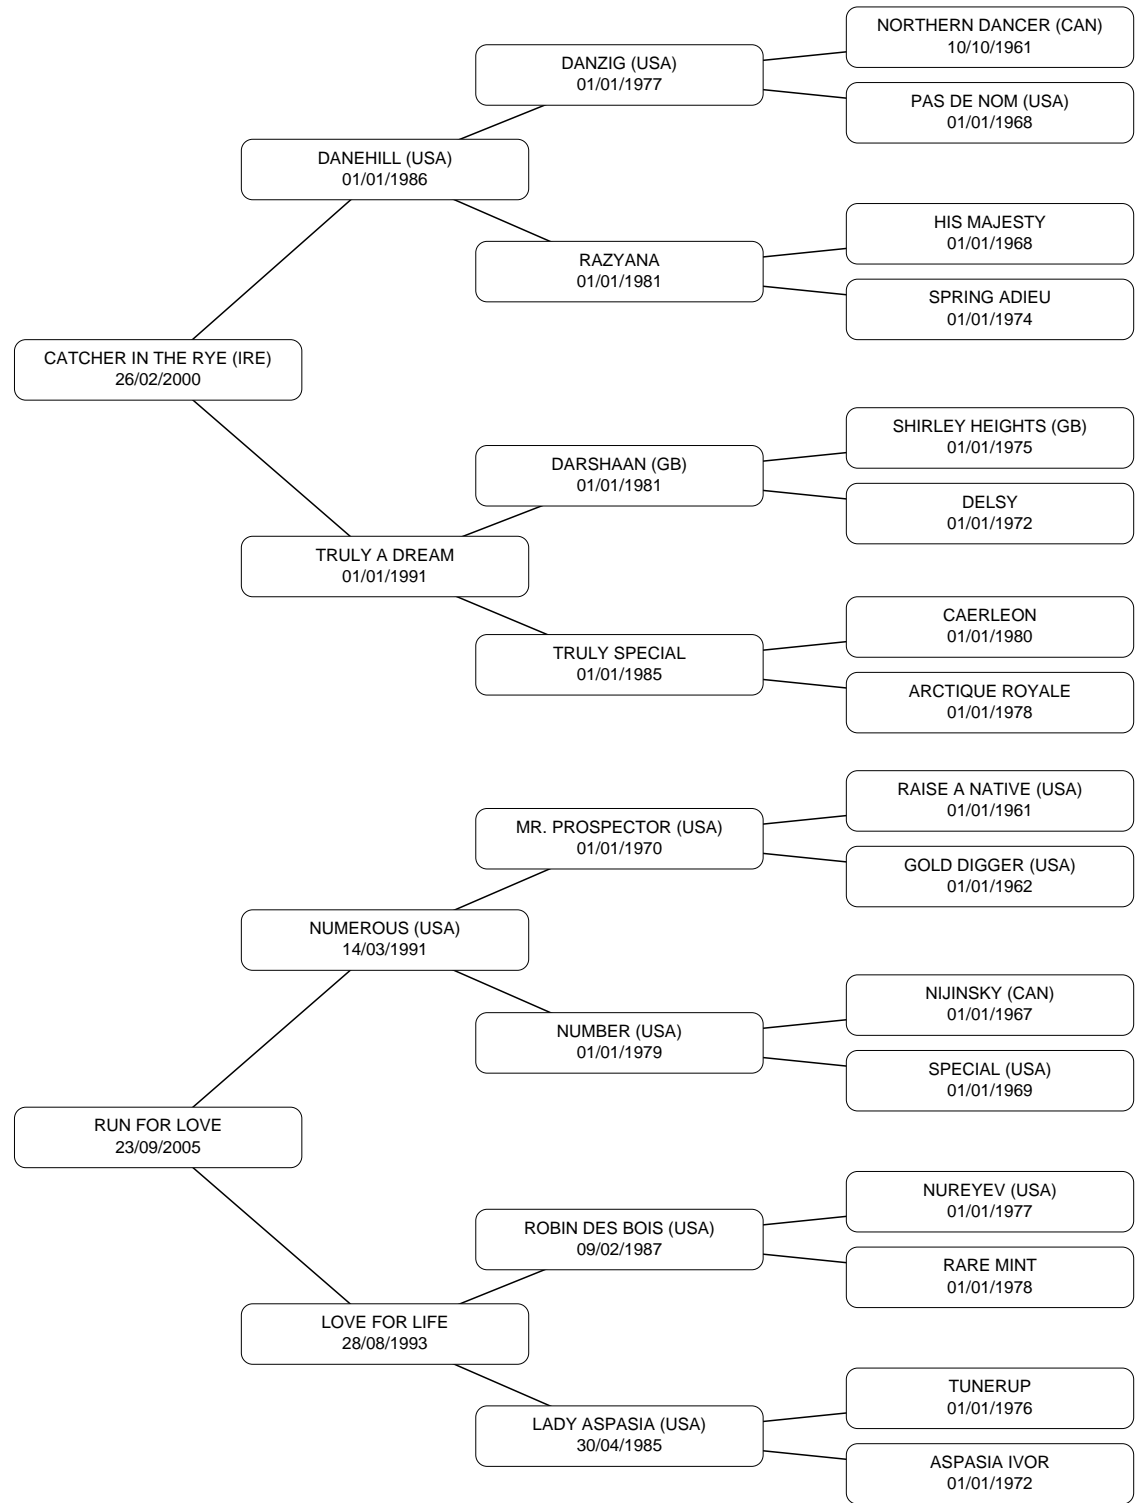 NORTHERN DANCER (CAN)
10/10/1961
DANZIG (USA)
01/01/1977
PAS DE NOM (USA)
01/01/1968
DANEHILL (USA)
01/01/1986
HIS MAJESTY
01/01/1968
RAZYANA
01/01/1981
SPRING ADIEU
01/01/1974
CATCHER IN THE RYE (IRE)
26/02/2000
SHIRLEY HEIGHTS (GB)
01/01/1975
DARSHAAN (GB)
01/01/1981
DELSY
01/01/1972
TRULY A DREAM
01/01/1991
CAERLEON
01/01/1980
TRULY SPECIAL
01/01/1985
ARCTIQUE ROYALE
01/01/1978
RAISE A NATIVE (USA)
01/01/1961
MR. PROSPECTOR (USA)
01/01/1970
GOLD DIGGER (USA)
01/01/1962
NUMEROUS (USA)
14/03/1991
NIJINSKY (CAN)
01/01/1967
NUMBER (USA)
01/01/1979
SPECIAL (USA)
01/01/1969
RUN FOR LOVE
23/09/2005
NUREYEV (USA)
01/01/1977
ROBIN DES BOIS (USA)
09/02/1987
RARE MINT
01/01/1978
LOVE FOR LIFE
28/08/1993
TUNERUP
01/01/1976
LADY ASPASIA (USA)
30/04/1985
ASPASIA IVOR
01/01/1972